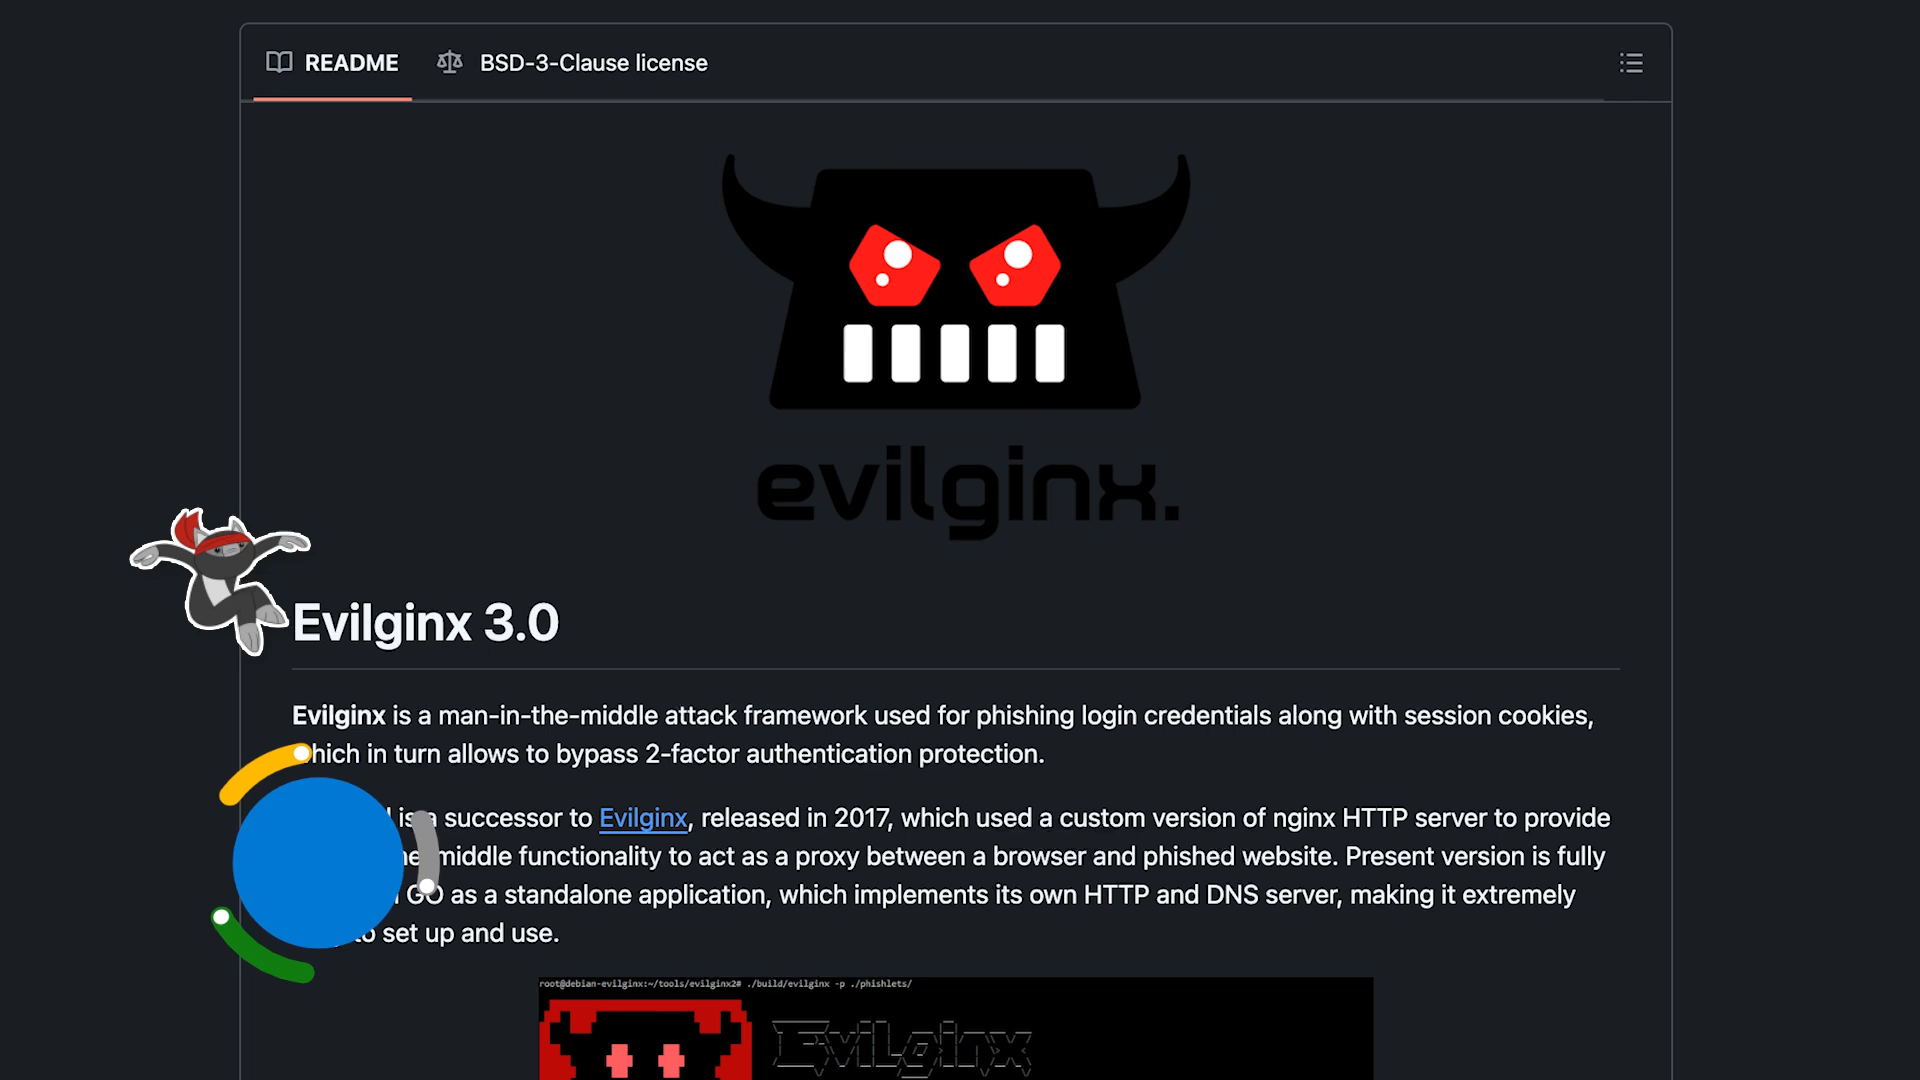 README
BSD-3-Clause license
evilginx.
Evilginx 3.0
Evilginx is a man-in-the-middle attack framework used for phishing login credentials along with session cookies,
which in turn allows to bypass 2-factor authentication protection.
is a successor to Evilginx, released in 2017, which used a custom version of nginx HTTP server to provide
middle functionality to act as a proxy between a browser and phished website. Present version is fully
GO as a standalone application, which implements its own HTTP and DNS server, making it extremely
to set up and use.
root@debian-evilginx:~/tools/evilginx2# ./build/evilginx -p ./phishlets/
Evilginx